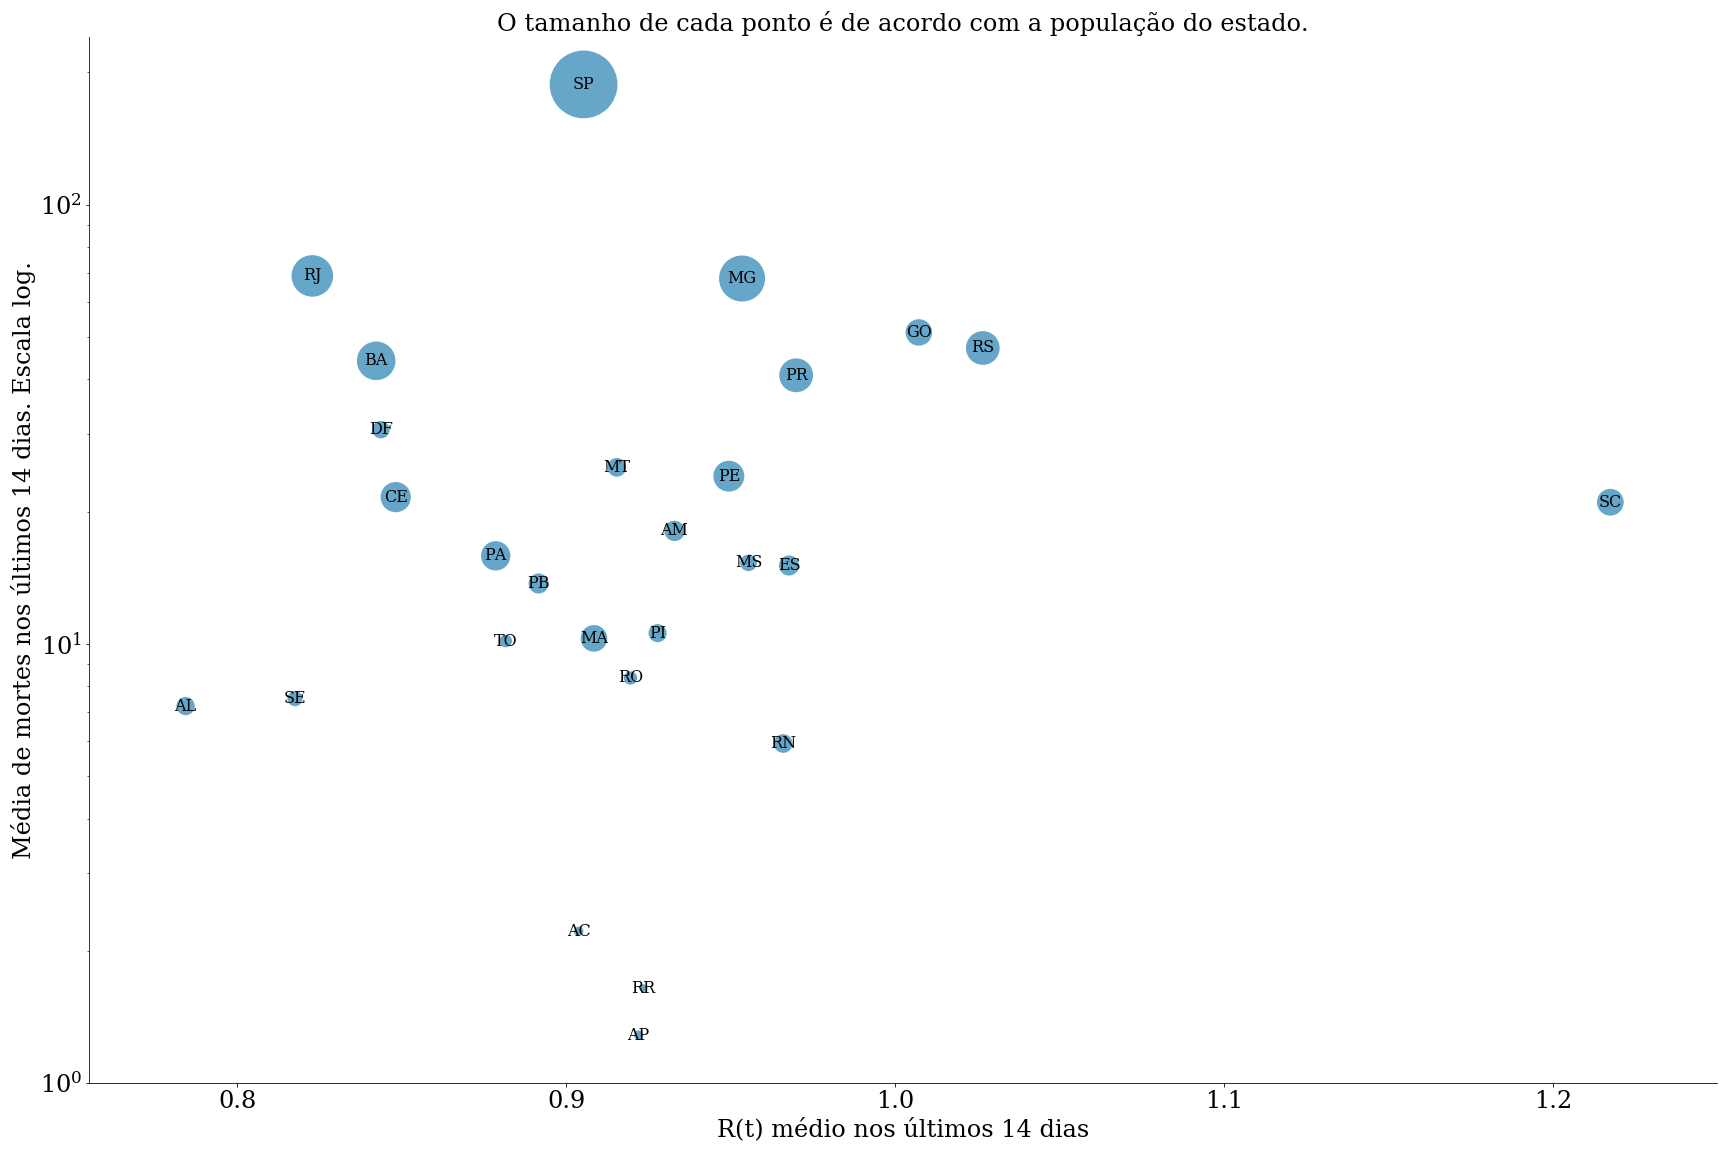 O tamanho de cada ponto é de acordo com a população do estado.
Média de mortes nos últimos 14 dias. Escala log.
10²
10¹
10⁰
SP
RJ
MG
GO
RS
BA
PR
DF
MT
PE
CE
SC
AM
PA
MS
ES
PB
PI
MA
TO
RO
SE
AL
RN
AC
RR
AP
0.8
0.9
1.0
1.1
1.2
R(t) médio nos últimos 14 dias